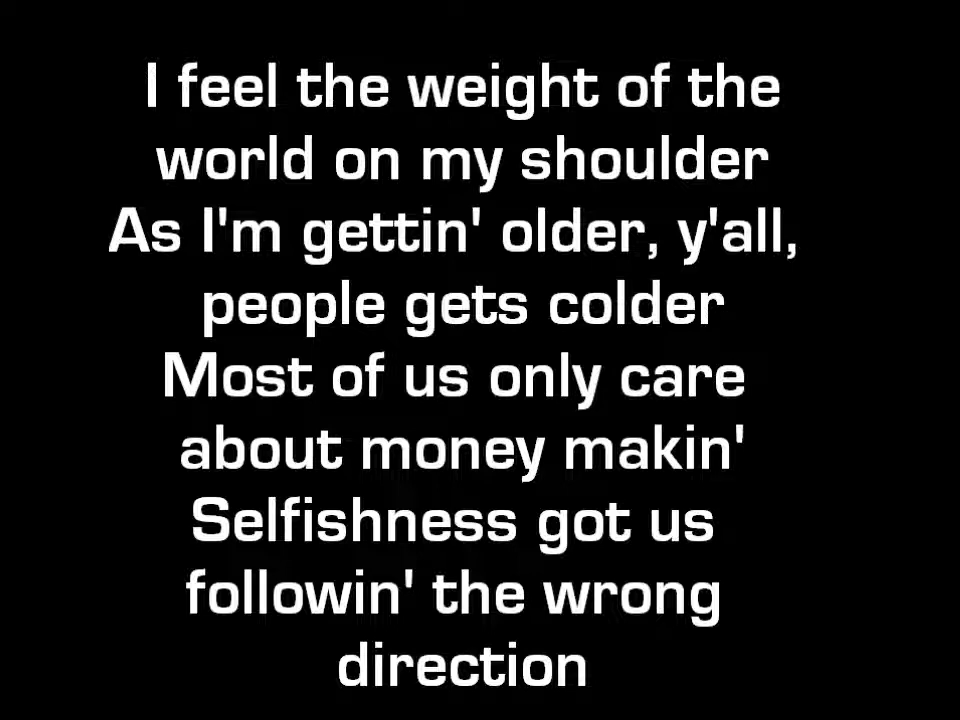 I feel the weight of the
world on my shoulder
As I'm gettin' older, y'all,
people gets colder
Most of us only care
about money makin'
Selfishness got us
followin' the wrong
direction